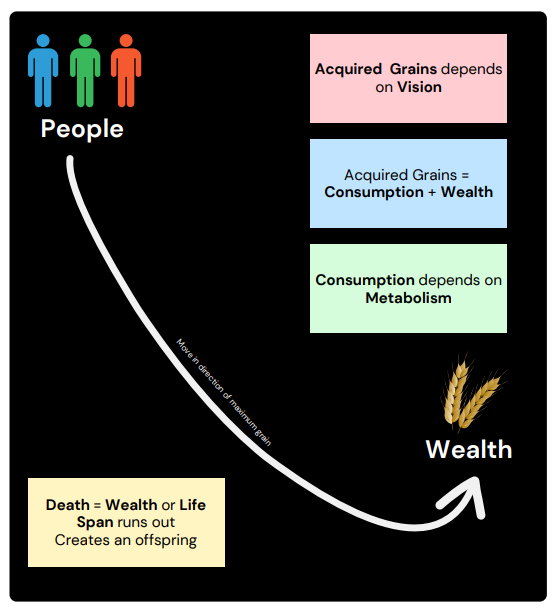 People
Acquired Grains depends
on Vision
Acquired Grains =
Consumption + Wealth
Consumption depends on
Metabolism
Move in direction of maximum grain
Wealth
Death = Wealth or Life
Span runs out
Creates an offspring